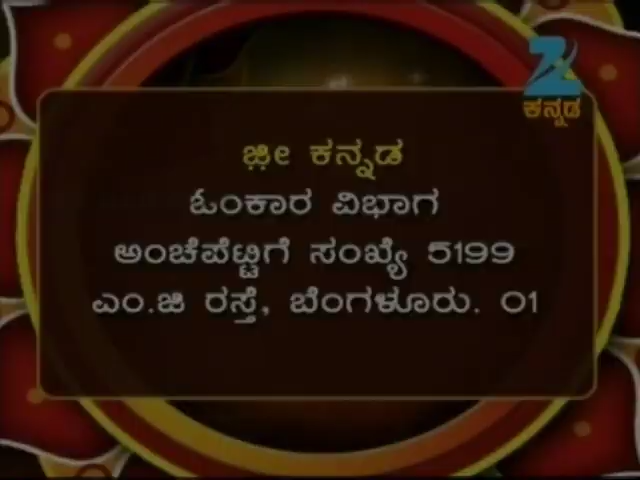 ಕನ್ನಡ
ಝೀ ಕನ್ನಡ
ಓಂಕಾರ ವಿಭಾಗ
ಅಂಚೆಪೆಟ್ಟಿಗೆ ಸಂಖ್ಯೆ 5199
ಎಂ.ಜಿ ರಸ್ತೆ, ಬೆಂಗಳೂರು. 01